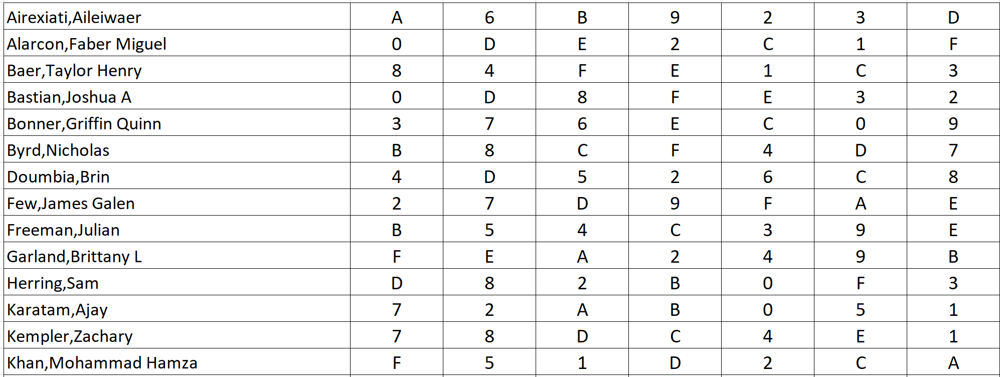 Airexiati,Aileiwaer A 6 B 9 2 3 D
Alarcon,Faber Miguel 0 D E 2 C 1 F
Baer,Taylor Henry 8 4 F E 1 C 3
Bastian,Joshua A 0 D 8 F E 3 2
Bonner,Griffin Quinn 3 7 6 E C 0 9
Byrd,Nicholas B 8 C F 4 D 7
Doumbia,Brin 4 D 5 2 6 C 8
Few,James Galen 2 7 D 9 F A E
Freeman,Julian B 5 4 C 3 9 E
Garland,Brittany L F E A 2 4 9 B
Herring,Sam D 8 2 B 0 F 3
Karatam,Ajay 7 2 A B 0 5 1
Kempler,Zachary 7 8 D C 4 E 1
Khan,Mohammad Hamza F 5 1 D 2 C A